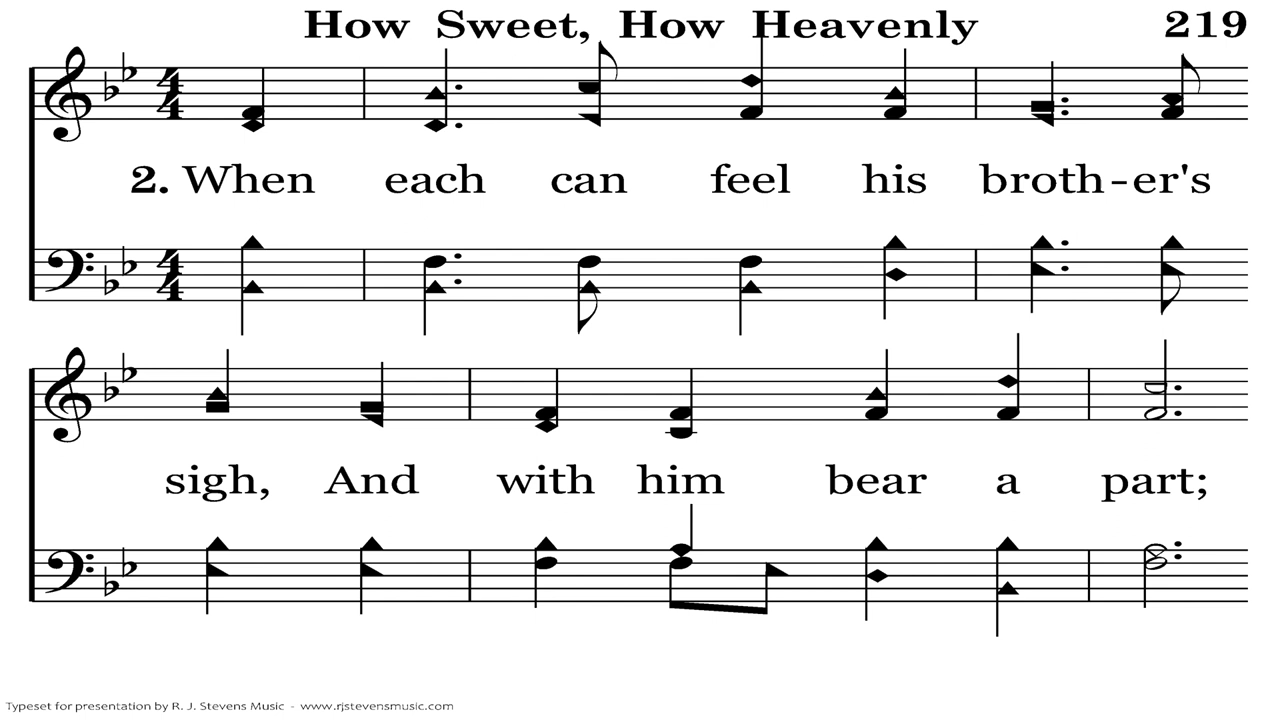 How Sweet, How Heavenly 219
2. When each can feel his broth-er's
sigh, And with him bear a part;
Typeset for presentation by R. J. Stevens Music - www.rjstevensmusic.com